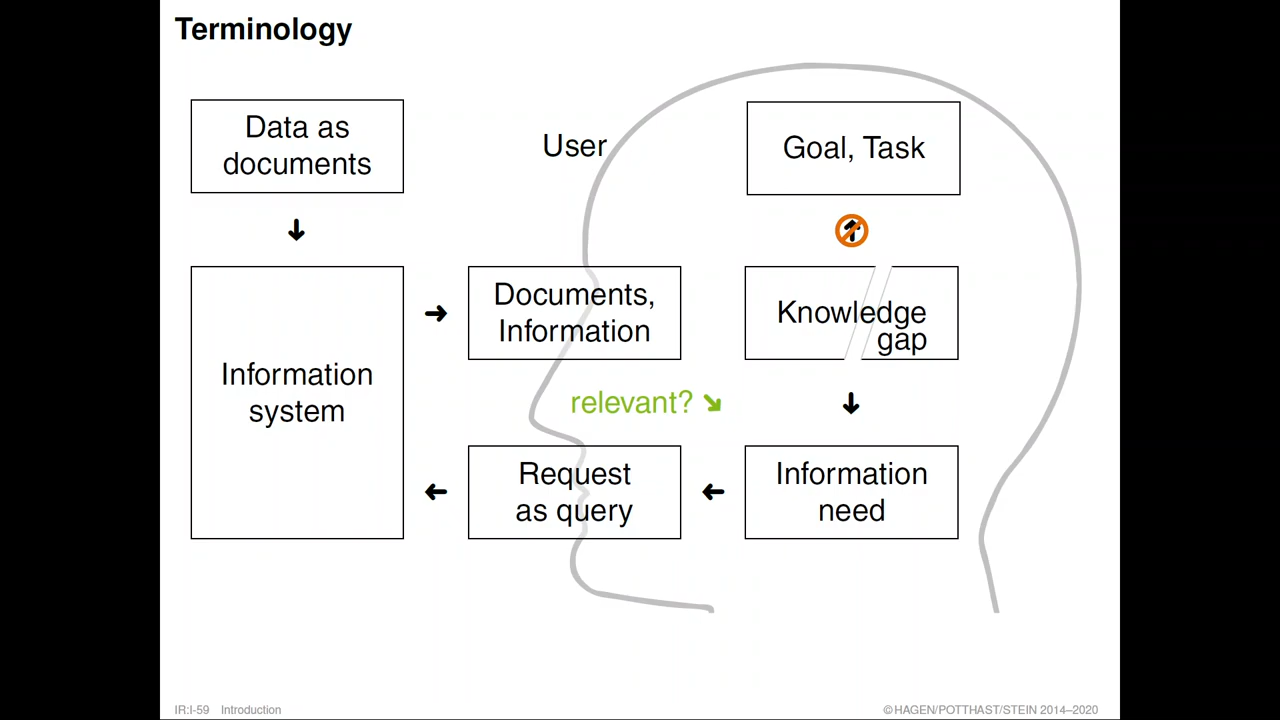 Terminology
Data as
documents
User
Goal, Task
Documents,
Information
Knowledge
gap
Information
system
relevant?
Request
as query
Information
need
IR:I-59 Introduction
©HAGEN/POTTHAST/STEIN 2014–2020